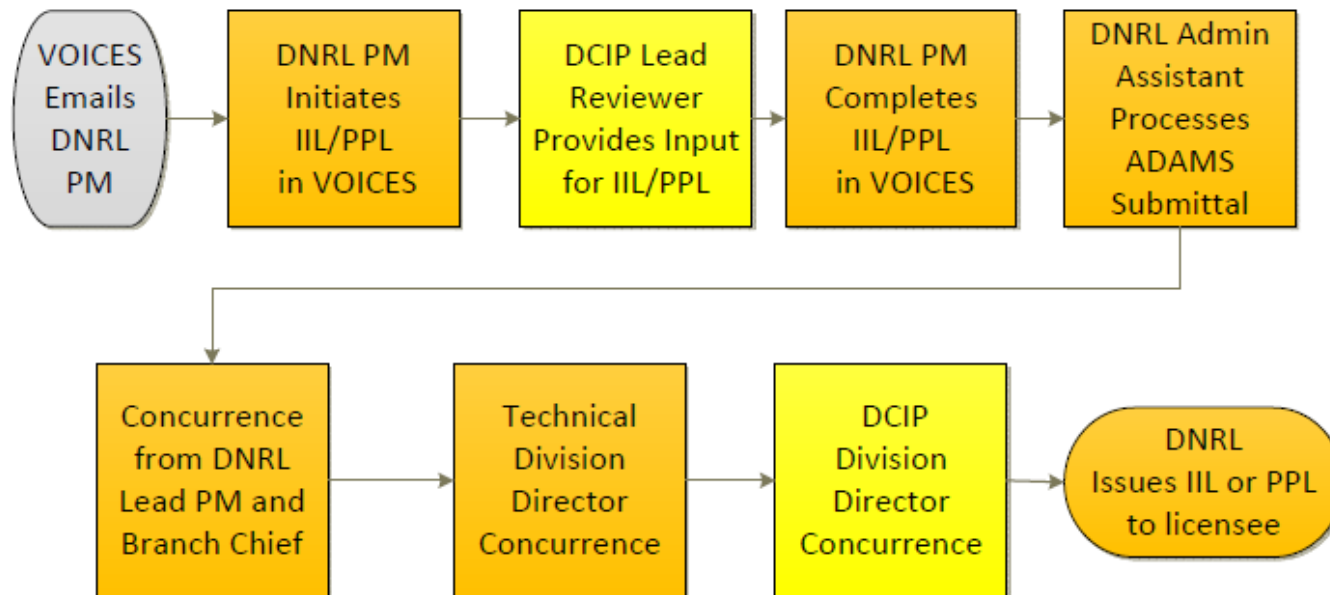 VOICES
Emails
DNRL
PM
DNRL PM
Initiates
IIL/PPL
in VOICES
DCIP Lead
Reviewer
Provides Input
for IIL/PPL
DNRL PM
Completes
IIL/PPL
in VOICES
DNRL Admin
Assistant
Processes
ADAMS
Submittal
Concurrence
from DNRL
Lead PM and
Branch Chief
Technical
Division
Director
Concurrence
DCIP
Division
Director
Concurrence
DNRL
Issues IIL or PPL
to licensee